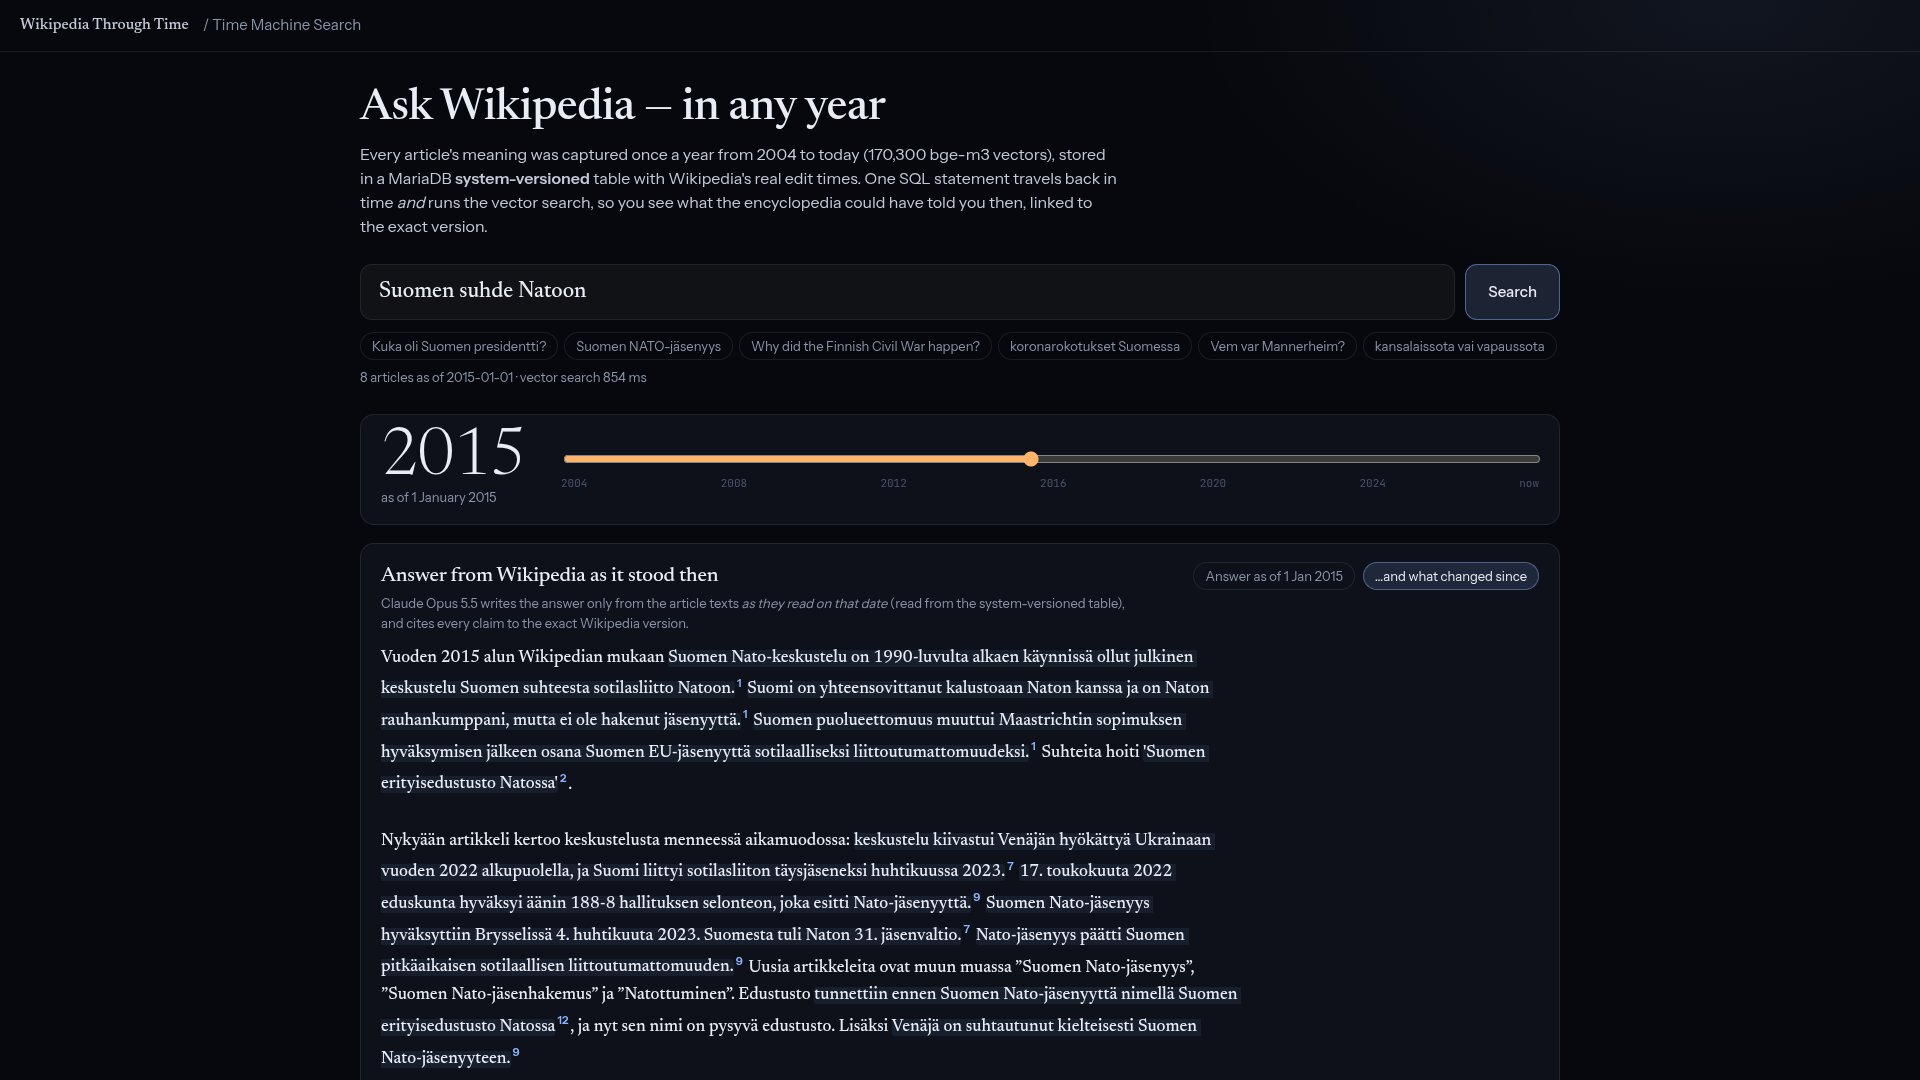 Wikipedia Through Time / Time Machine Search
Ask Wikipedia — in any year
Every article's meaning was captured once a year from 2004 to today (170,300 bge-m3 vectors), stored
in a MariaDB system-versioned table with Wikipedia's real edit times. One SQL statement travels back in
time and runs the vector search, so you see what the encyclopedia could have told you then, linked to
the exact version.
Suomen suhde Natoon
Search
Kuka oli Suomen presidentti? Suomen NATO-jäsenyys Why did the Finnish Civil War happen? koronarokotukset Suomessa Vem var Mannerheim? kansalaissota vai vapaussota
8 articles as of 2015-01-01 · vector search 854 ms
2015
as of 1 January 2015
2004 2008 2012 2016 2020 2024 now
Answer from Wikipedia as it stood then
Answer as of 1 Jan 2015 ...and what changed since
Claude Opus 5.5 writes the answer only from the article texts as they read on that date (read from the system-versioned table),
and cites every claim to the exact Wikipedia version.
Vuoden 2015 alun Wikipedian mukaan Suomen Nato-keskustelu on 1990-luvulta alkaen käynnissä ollut julkinen
keskustelu Suomen suhteesta sotilasliitto Natoon.1 Suomi on yhteensovittanut kalustoaan Naton kanssa ja on Naton
rauhankumppani, mutta ei ole hakenut jäsenyyttä.1 Suomen puolueettomuus muuttui Maastrichtin sopimuksen
hyväksymisen jälkeen osana Suomen EU-jäsenyyttä sotilaalliseksi liittoutumattomuudeksi.1 Suhteita hoiti 'Suomen
erityisedustusto Natossa'2.
Nykyään artikkeli kertoo keskustelusta menneessä aikamuodossa: keskustelu kiivastui Venäjän hyökättyä Ukrainaan
vuoden 2022 alkupuolella, ja Suomi liittyi sotilasliiton täysjäseneksi huhtikuussa 2023.7 17. toukokuuta 2022
eduskunta hyväksyi äänin 188-8 hallituksen selonteon, joka esitti Nato-jäsenyyttä.9 Suomen Nato-jäsenyys
hyväksyttiin Brysselissä 4. huhtikuuta 2023. Suomesta tuli Naton 31. jäsenvaltio.7 Nato-jäsenyys päätti Suomen
pitkäaikaisen sotilaallisen liittoutumattomuuden.9 Uusia artikkeleita ovat muun muassa ”Suomen Nato-jäsenyys”,
”Suomen Nato-jäsenhakemus” ja ”Natottuminen”. Edustusto tunnettiin ennen Suomen Nato-jäsenyyttä nimellä Suomen
erityisedustusto Natossa12, ja nyt sen nimi on pysyvä edustusto. Lisäksi Venäjä on suhtautunut kielteisesti Suomen
Nato-jäsenyyteen.9